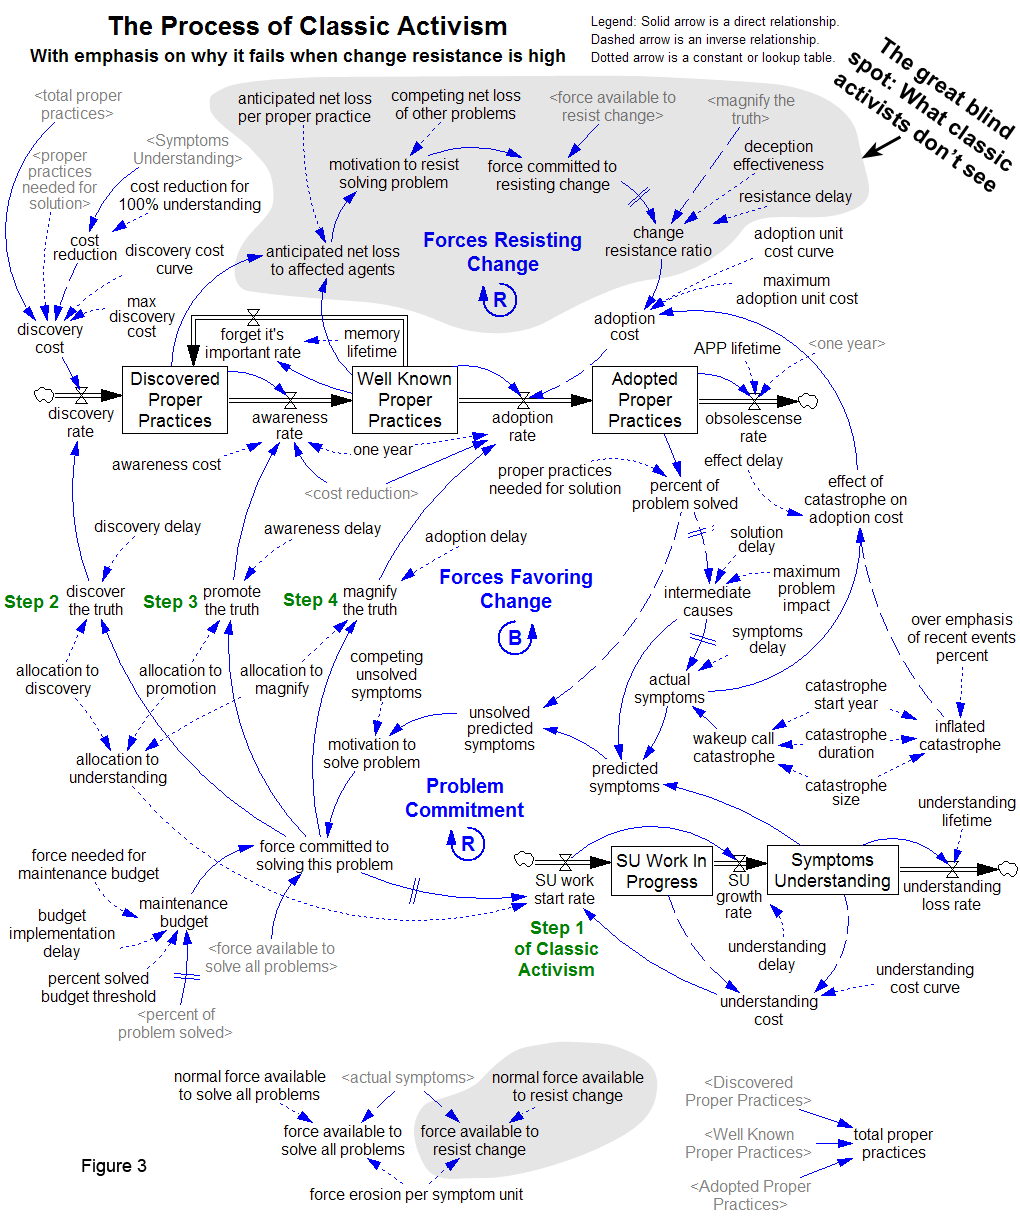 The Process of Classic Activism
With emphasis on why it fails when change resistance is high
Legend: Solid arrow is a direct relationship.
Dashed arrow is an inverse relationship.
Dotted arrow is a constant or lookup table.
The great blind
spot: What classic
activists don't see
<total proper
practices>
<Symptoms
Understanding>
<proper
practices
needed for
solution>
cost reduction for
100% understanding
cost
reduction
discovery cost
curve
max
discovery
cost
discovery
cost
anticipated net loss
per proper practice
competing net loss
of other problems
<force available to
resist change>
<magnify the
truth>
deception
effectiveness
resistance delay
motivation to resist
solving problem
force committed to
resisting change
change
resistance ratio
anticipated net loss
to affected agents
Forces Resisting
Change
R
adoption unit
cost curve
maximum
adoption unit cost
adoption
cost
forget it's
important rate
memory
lifetime
APP lifetime
<one year>
Discovered
Proper
Practices
Well Known
Proper
Practices
Adopted
Proper
Practices
discovery
rate
awareness
rate
adoption
rate
obsolescense
rate
awareness cost
one year
<cost reduction>
proper practices
needed for solution
percent of
problem solved
effect delay
effect of
catastrophe on
adoption cost
discovery delay
awareness delay
adoption delay
solution
delay
Step 2
discover
the truth
Step 3
promote
the truth
Step 4
magnify
the truth
Forces Favoring
Change
B
intermediate
causes
maximum
problem
impact
symptoms
delay
over emphasis
of recent events
percent
allocation to
discovery
allocation to
promotion
allocation to
magnify
competing
unsolved
symptoms
actual
symptoms
catastrophe
start year
unsolved
predicted
symptoms
wakeup call
catastrophe
catastrophe
duration
inflated
catastrophe
allocation to
understanding
motivation to
solve problem
predicted
symptoms
catastrophe
size
Problem
Commitment
R
understanding
lifetime
force needed for
maintenance budget
force committed to
solving this problem
SU Work In
Progress
Symptoms
Understanding
SU work
start rate
SU
growth
rate
understanding
loss rate
maintenance
budget
budget
implementation
delay
<force available to
solve all problems>
Step 1
of Classic
Activism
understanding
delay
percent solved
budget threshold
understanding
cost curve
<percent of
problem solved>
understanding
cost
normal force available
to solve all problems
<actual symptoms>
normal force available
to resist change
force available to
solve all problems
force available to
resist change
force erosion per symptom unit
<Discovered
Proper Practices>
<Well Known
Proper Practices>
<Adopted Proper
Practices>
total proper
practices
Figure 3